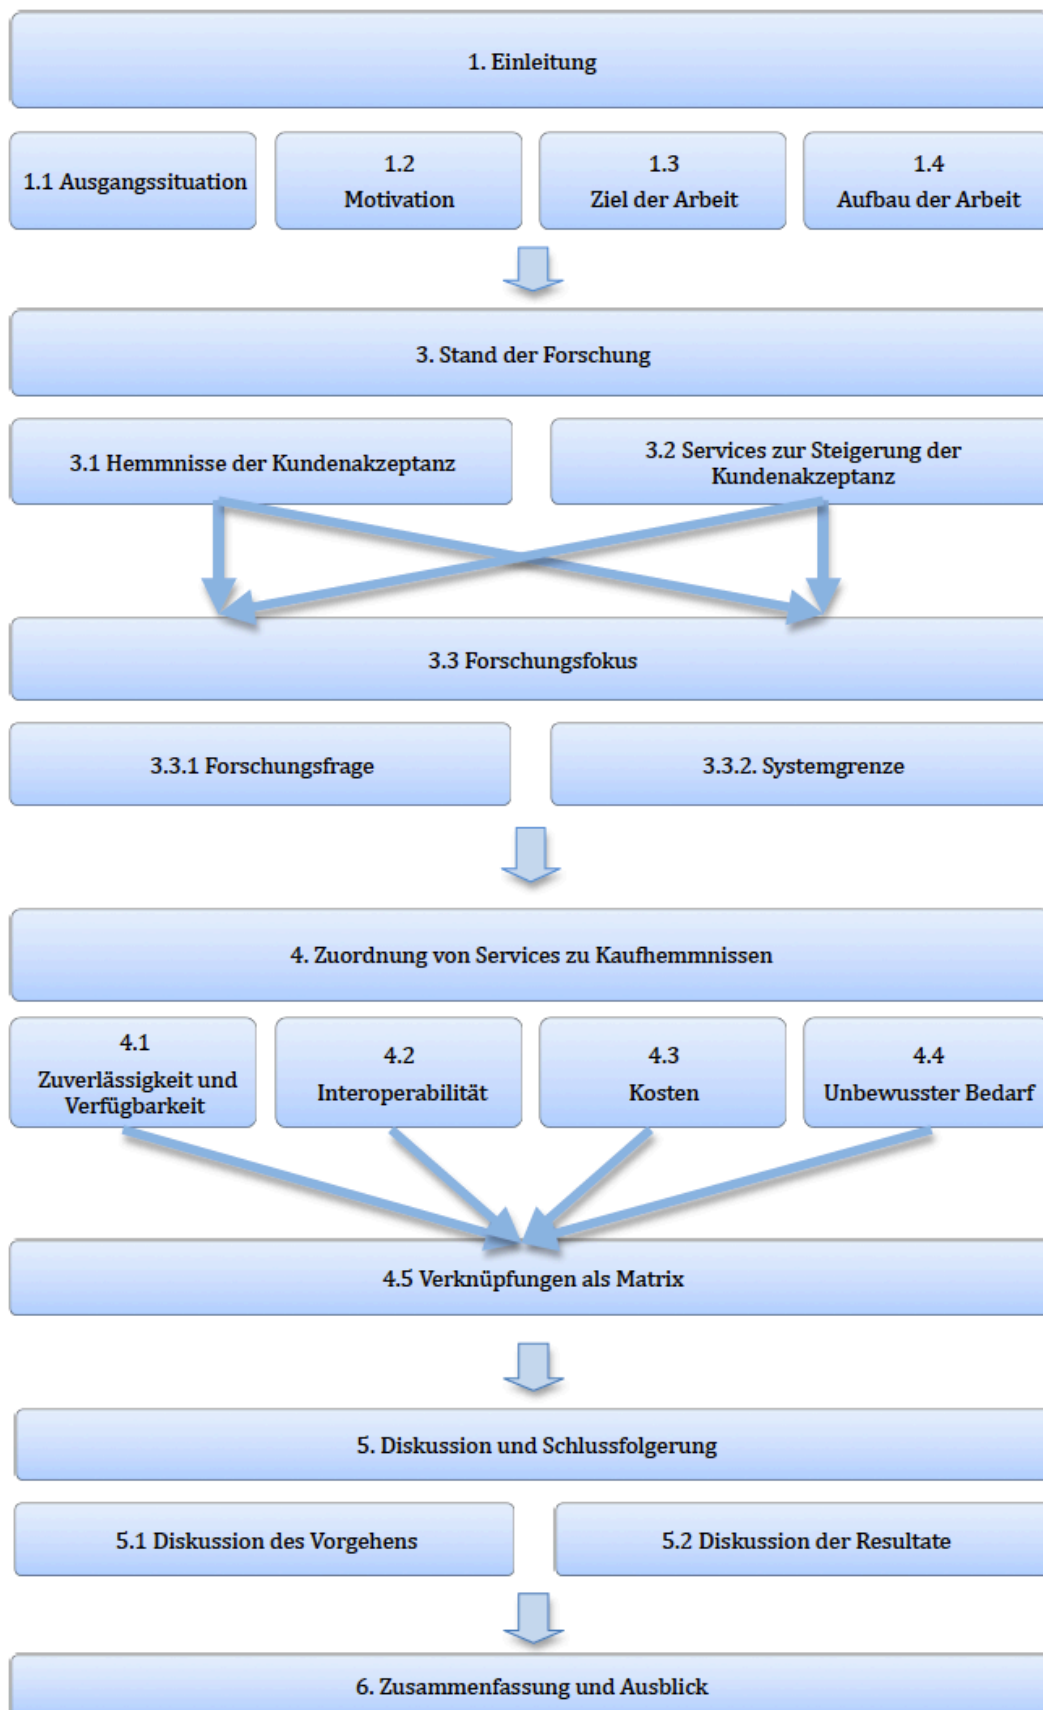 1. Einleitung
1.1 Ausgangssituation
1.2
Motivation
1.3
Ziel der Arbeit
1.4
Aufbau der Arbeit
3. Stand der Forschung
3.1 Hemmnisse der Kundenakzeptanz
3.2 Services zur Steigerung der
Kundenakzeptanz
3.3 Forschungsfokus
3.3.1 Forschungsfrage
3.3.2. Systemgrenze
4. Zuordnung von Services zu Kaufhemmnissen
4.1
Zuverlässigkeit und
Verfügbarkeit
4.2
Interoperabilität
4.3
Kosten
4.4
Unbewusster Bedarf
4.5 Verknüpfungen als Matrix
5. Diskussion und Schlussfolgerung
5.1 Diskussion des Vorgehens
5.2 Diskussion der Resultate
6. Zusammenfassung und Ausblick